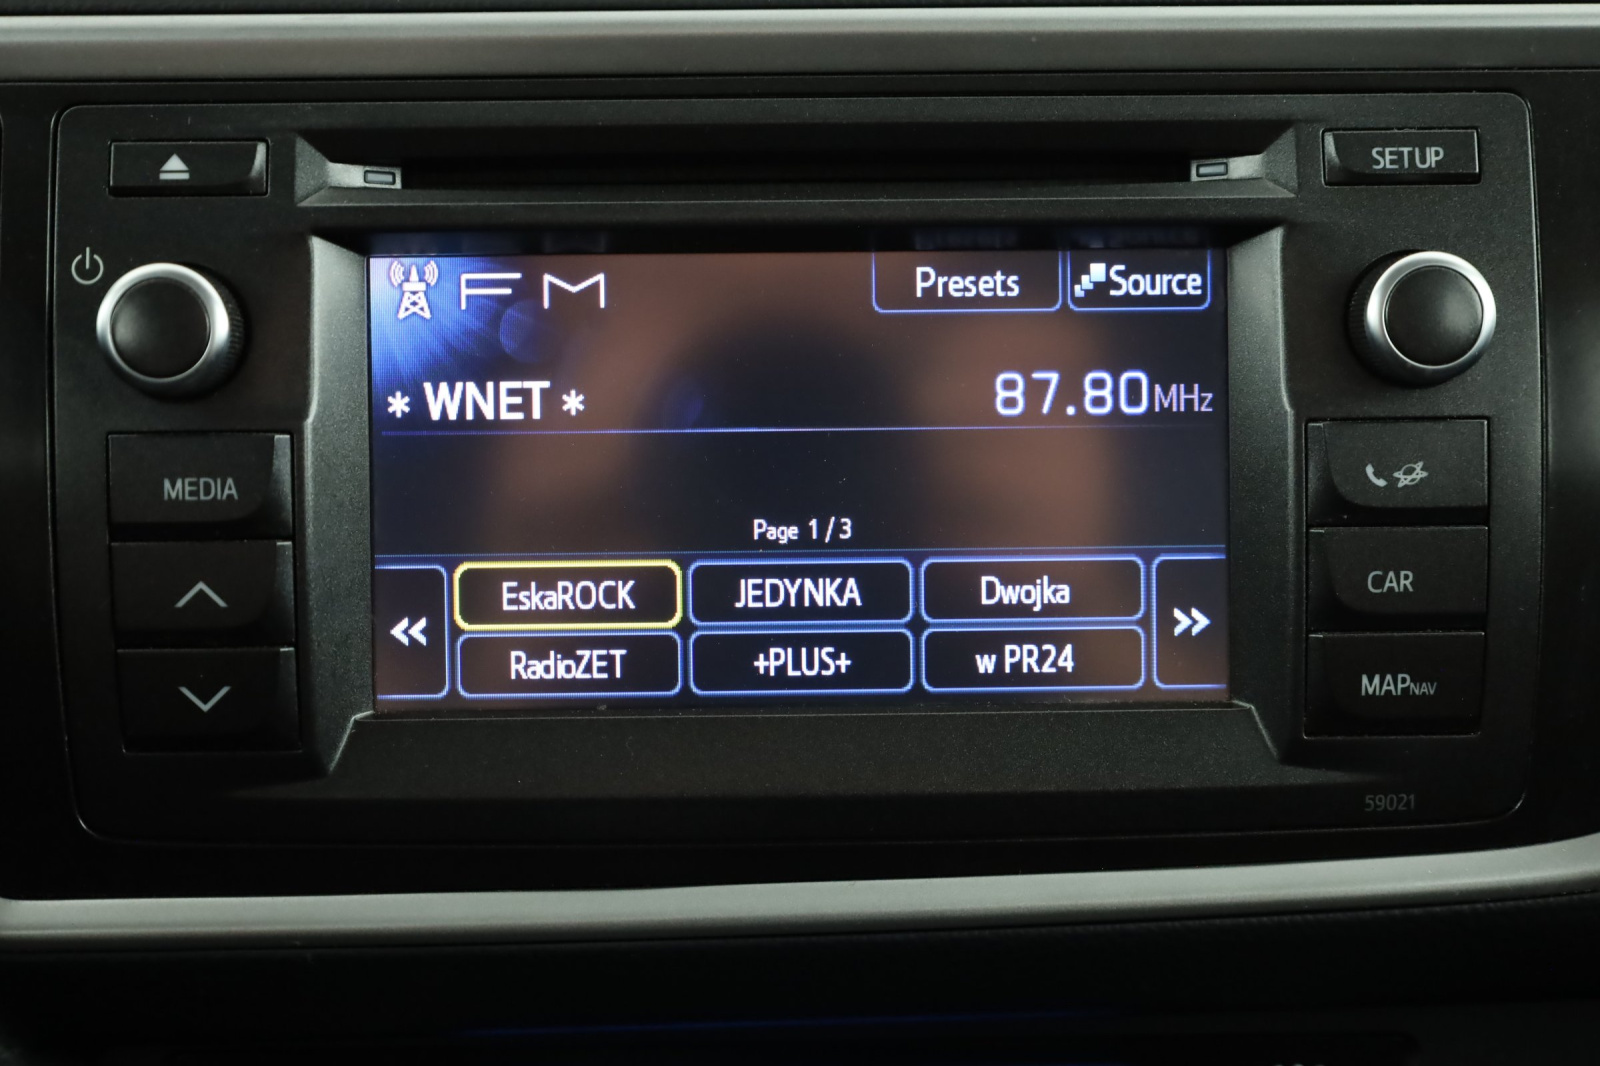 SETUP
FM
Presets
Source
* WNET *
87.80MHz
MEDIA
Page 1/3
EskaROCK
JEDYNKA
Dwojka
CAR
RadioZET
+PLUS+
w PR24
MAPNAV
59021